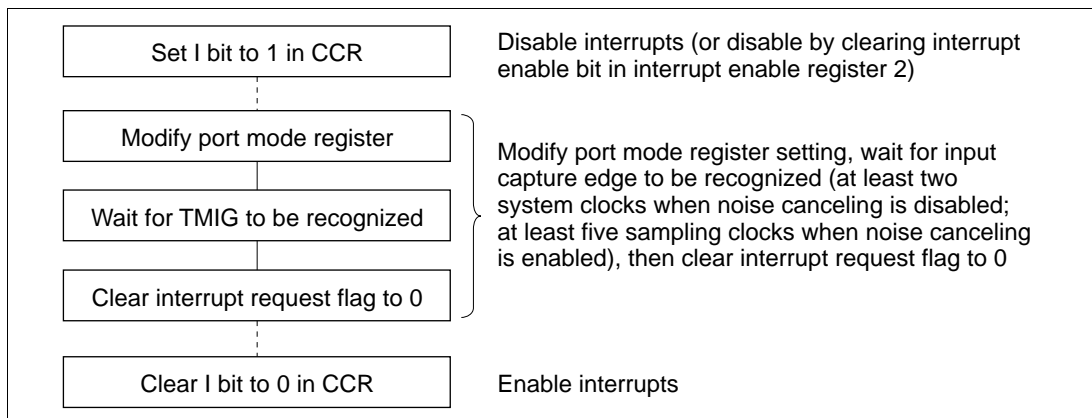 Set I bit to 1 in CCR
Disable interrupts (or disable by clearing interrupt
enable bit in interrupt enable register 2)
Modify port mode register
Wait for TMIG to be recognized
Clear interrupt request flag to 0
Modify port mode register setting, wait for input
capture edge to be recognized (at least two
system clocks when noise canceling is disabled;
at least five sampling clocks when noise canceling
is enabled), then clear interrupt request flag to 0
Clear I bit to 0 in CCR
Enable interrupts